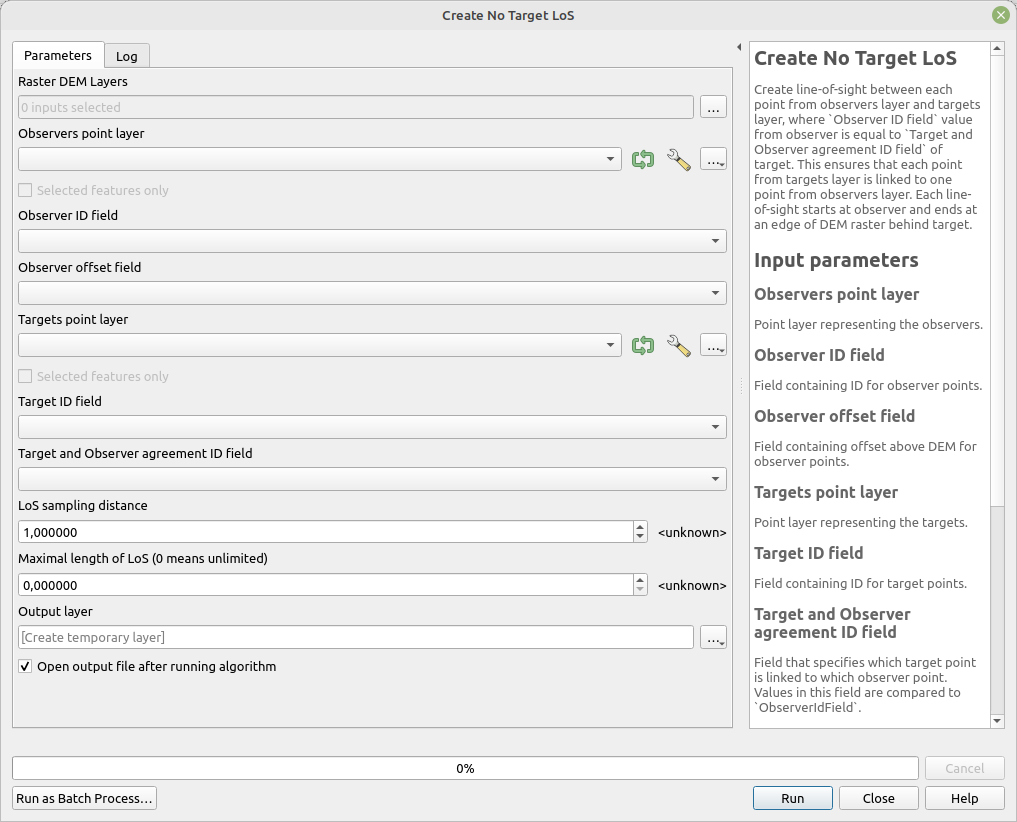 Create No Target LoS
Parameters
Log
Raster DEM Layers
0 inputs selected
...
Observers point layer
...
Selected features only
Observer ID field
Observer offset field
Targets point layer
...
Selected features only
Target ID field
Target and Observer agreement ID field
LoS sampling distance
1,000000
<unknown>
Maximal length of LoS (0 means unlimited)
0,000000
<unknown>
Output layer
[Create temporary layer]
...
Open output file after running algorithm
Create No Target LoS
Create line-of-sight between each
point from observers layer and targets
layer, where `Observer ID field` value
from observer is equal to `Target and
Observer agreement ID field` of
target. This ensures that each point
from targets layer is linked to one
point from observers layer. Each line-
of-sight starts at observer and ends at
an edge of DEM raster behind target.
Input parameters
Observers point layer
Point layer representing the observers.
Observer ID field
Field containing ID for observer points.
Observer offset field
Field containing offset above DEM for
observer points.
Targets point layer
Point layer representing the targets.
Target ID field
Field containing ID for target points.
Target and Observer
agreement ID field
Field that specifies which target point
is linked to which observer point.
Values in this field are compared to
`ObserverIdField`.
0%
Cancel
Run as Batch Process...
Run
Close
Help